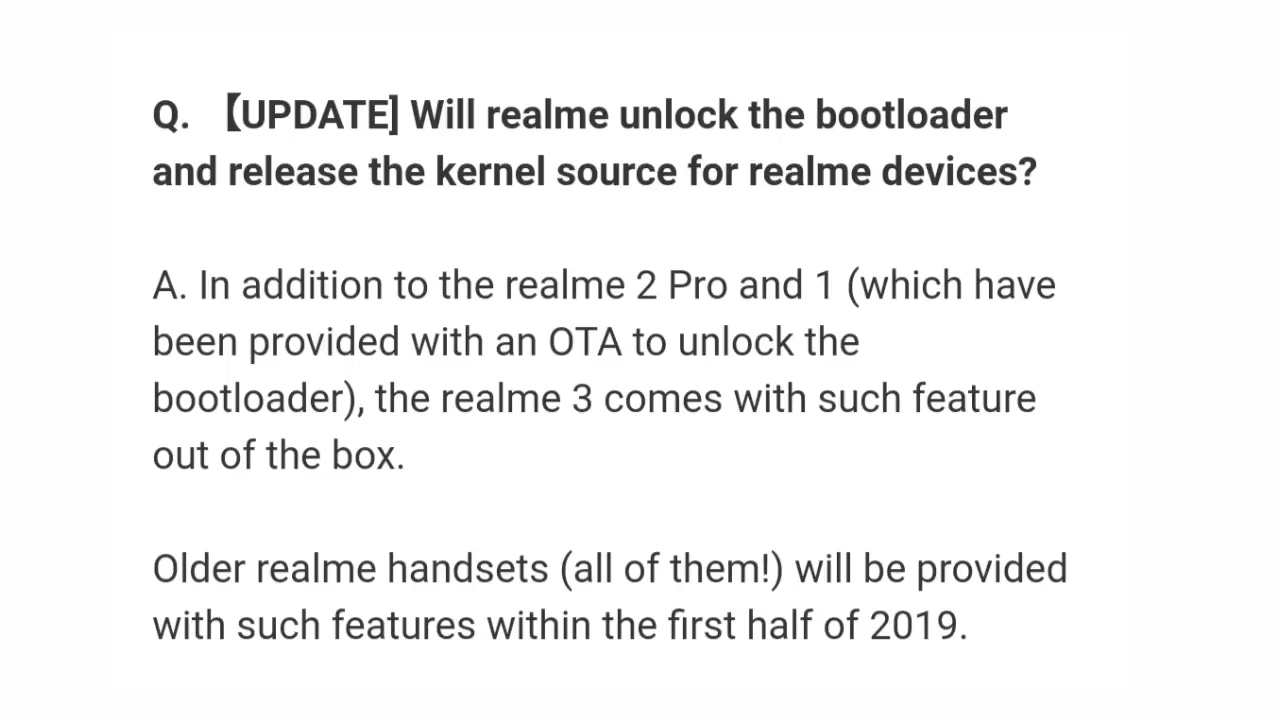 Q. 【UPDATE] Will realme unlock the bootloader
and release the kernel source for realme devices?
A. In addition to the realme 2 Pro and 1 (which have
been provided with an OTA to unlock the
bootloader), the realme 3 comes with such feature
out of the box.
Older realme handsets (all of them!) will be provided
with such features within the first half of 2019.